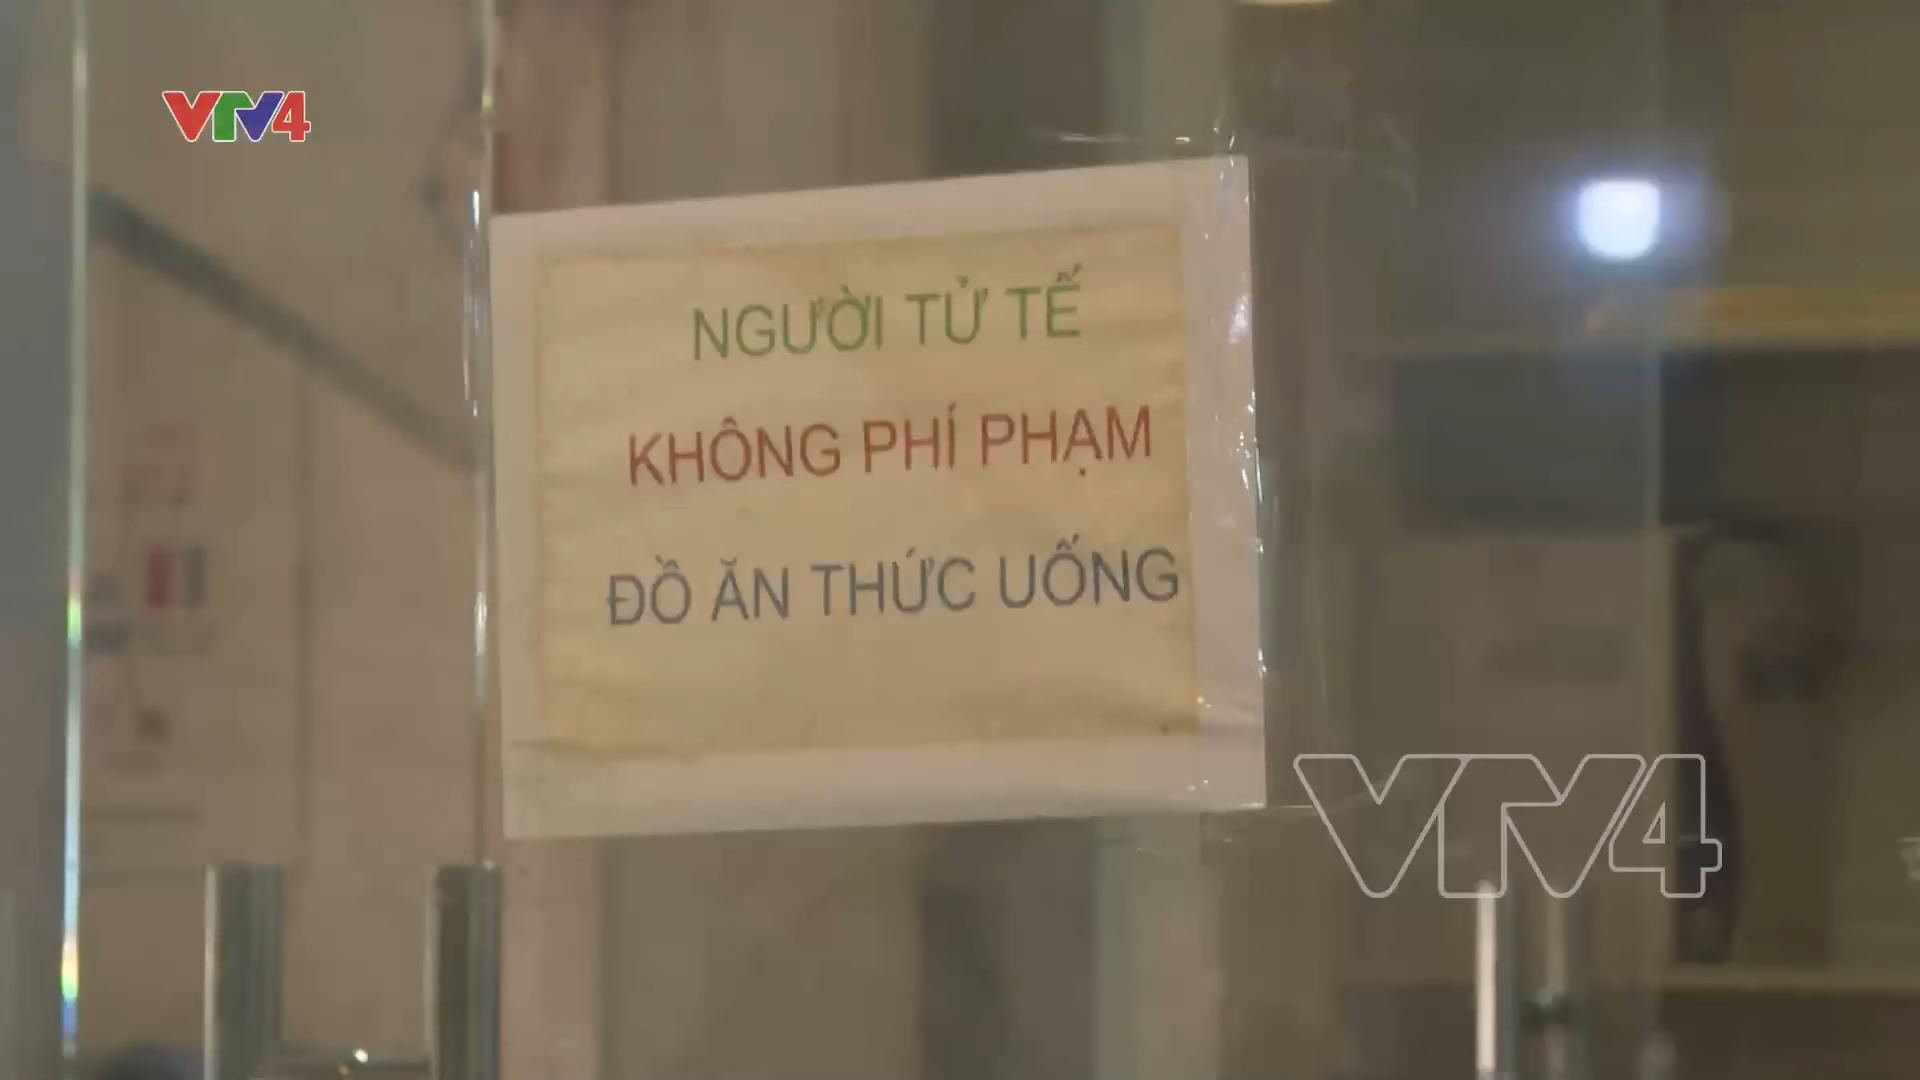 VTV4
NGƯỜI TỬ TẾ
KHÔNG PHÍ PHẠM
ĐỒ ĂN THỨC UỐNG
VTV4